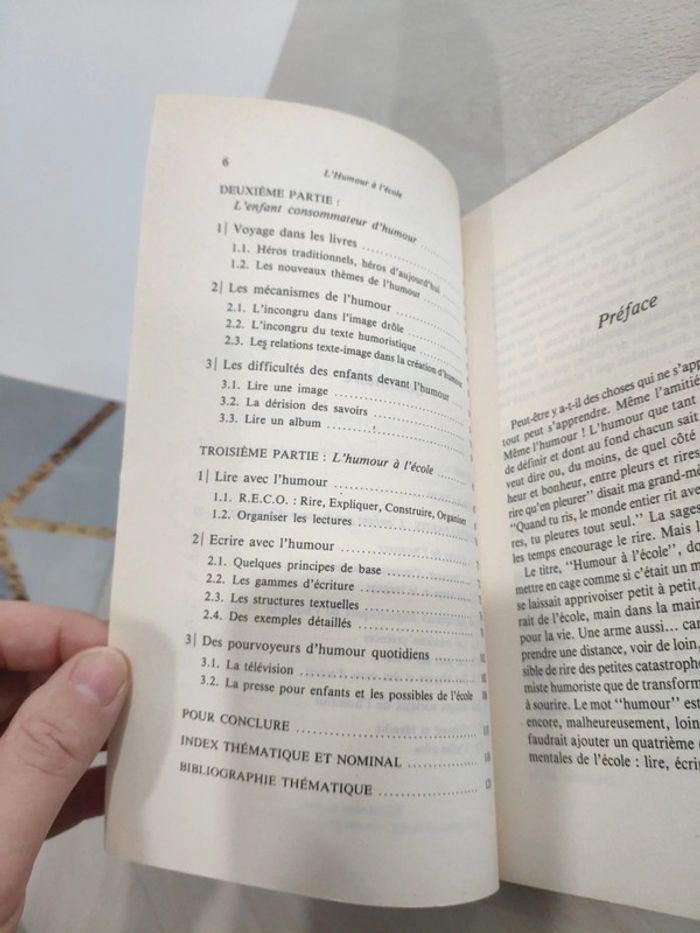 6
L'Humour à l'école
DEUXIÈME PARTIE :
L'enfant consommateur d'humour ..........
1| Voyage dans les livres ..........
1.1. Héros traditionnels, héros d'aujourd'hui
1.2. Les nouveaux thèmes de l'humour ..........
2| Les mécanismes de l'humour ..........
2.1. L'incongru dans l'image drôle ..........
2.2. L'incongru du texte humoristique ..........
2.3. Les relations texte-image dans la création d'humour
3| Les difficultés des enfants devant l'humour ..........
3.1. Lire une image ..........
3.2. La dérision des savoirs ..........
3.3. Lire un album ..........
TROISIÈME PARTIE : L'humour à l'école ..........
1| Lire avec l'humour ..........
1.1. R.E.C.O. : Rire, Expliquer, Construire, Organiser
1.2. Organiser les lectures ..........
2| Ecrire avec l'humour ..........
2.1. Quelques principes de base ..........
2.2. Les gammes d'écriture ..........
2.3. Les structures textuelles ..........
2.4. Des exemples détaillés ..........
3| Des pourvoyeurs d'humour quotidiens ..........
3.1. La télévision ..........
3.2. La presse pour enfants et les possibles de l'école
POUR CONCLURE ..........
INDEX THÉMATIQUE ET NOMINAL ..........
BIBLIOGRAPHIE THÉMATIQUE ..........
Préface
Peut-être y a-t-il des choses qui ne s'app
tout peut s'apprendre. Même l'amitié
Même l'humour ! L'humour que tant
de définir et dont au fond chacun sait
veut dire ou, du moins, de quel côté
heur et bonheur, entre pleurs et rires
rire qu'en pleurer" disait ma grand-mè
"Quand tu ris, le monde entier rit ave
res, tu pleures tout seul." La sages
les temps encourage le rire. Mais l
Le titre, "Humour à l'école", do
mettre en cage comme si c'était un m
se laissait apprivoiser petit à petit,
rait de l'école, main dans la main
pour la vie. Une arme aussi... car
prendre une distance, voir de loin,
sible de rire des petites catastroph
miste humoriste que de transform
à sourire. Le mot "humour" est
encore, malheureusement, loin
faudrait ajouter un quatrième
mentales de l'école : lire, écri